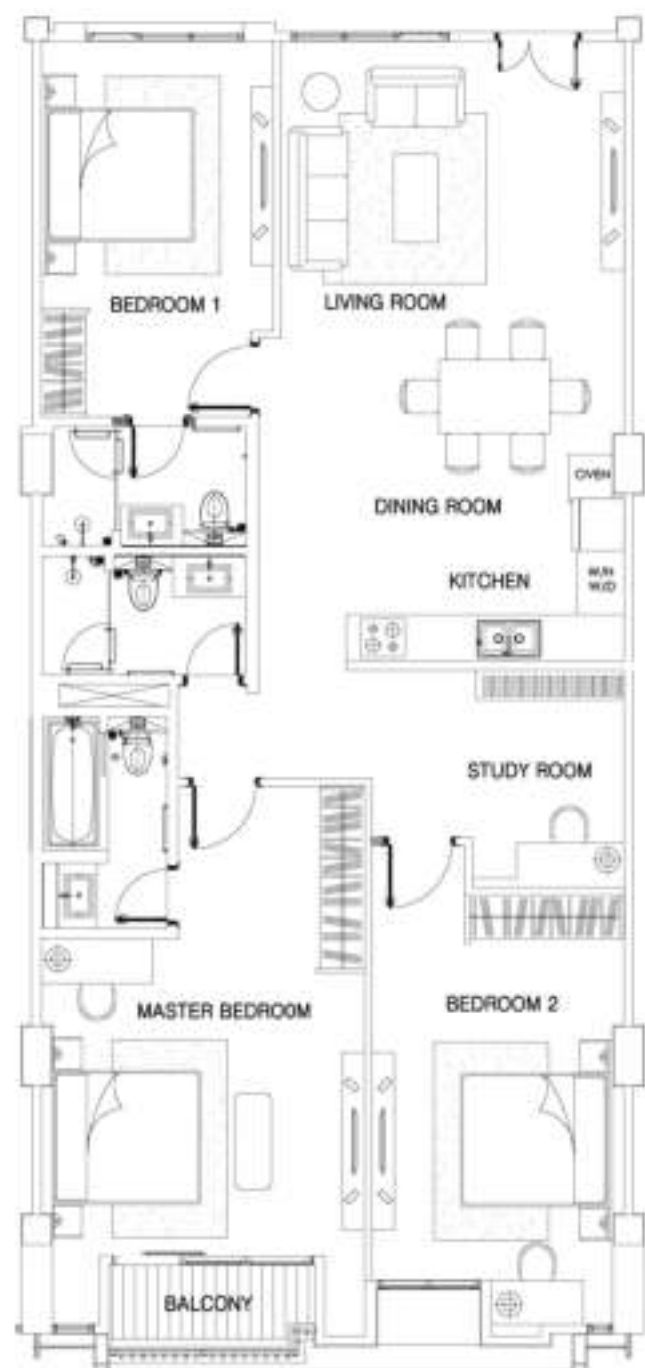 BEDROOM 1
LIVING ROOM
OVEN
DINING ROOM
KITCHEN
W/D
STUDY ROOM
MASTER BEDROOM
BEDROOM 2
BALCONY